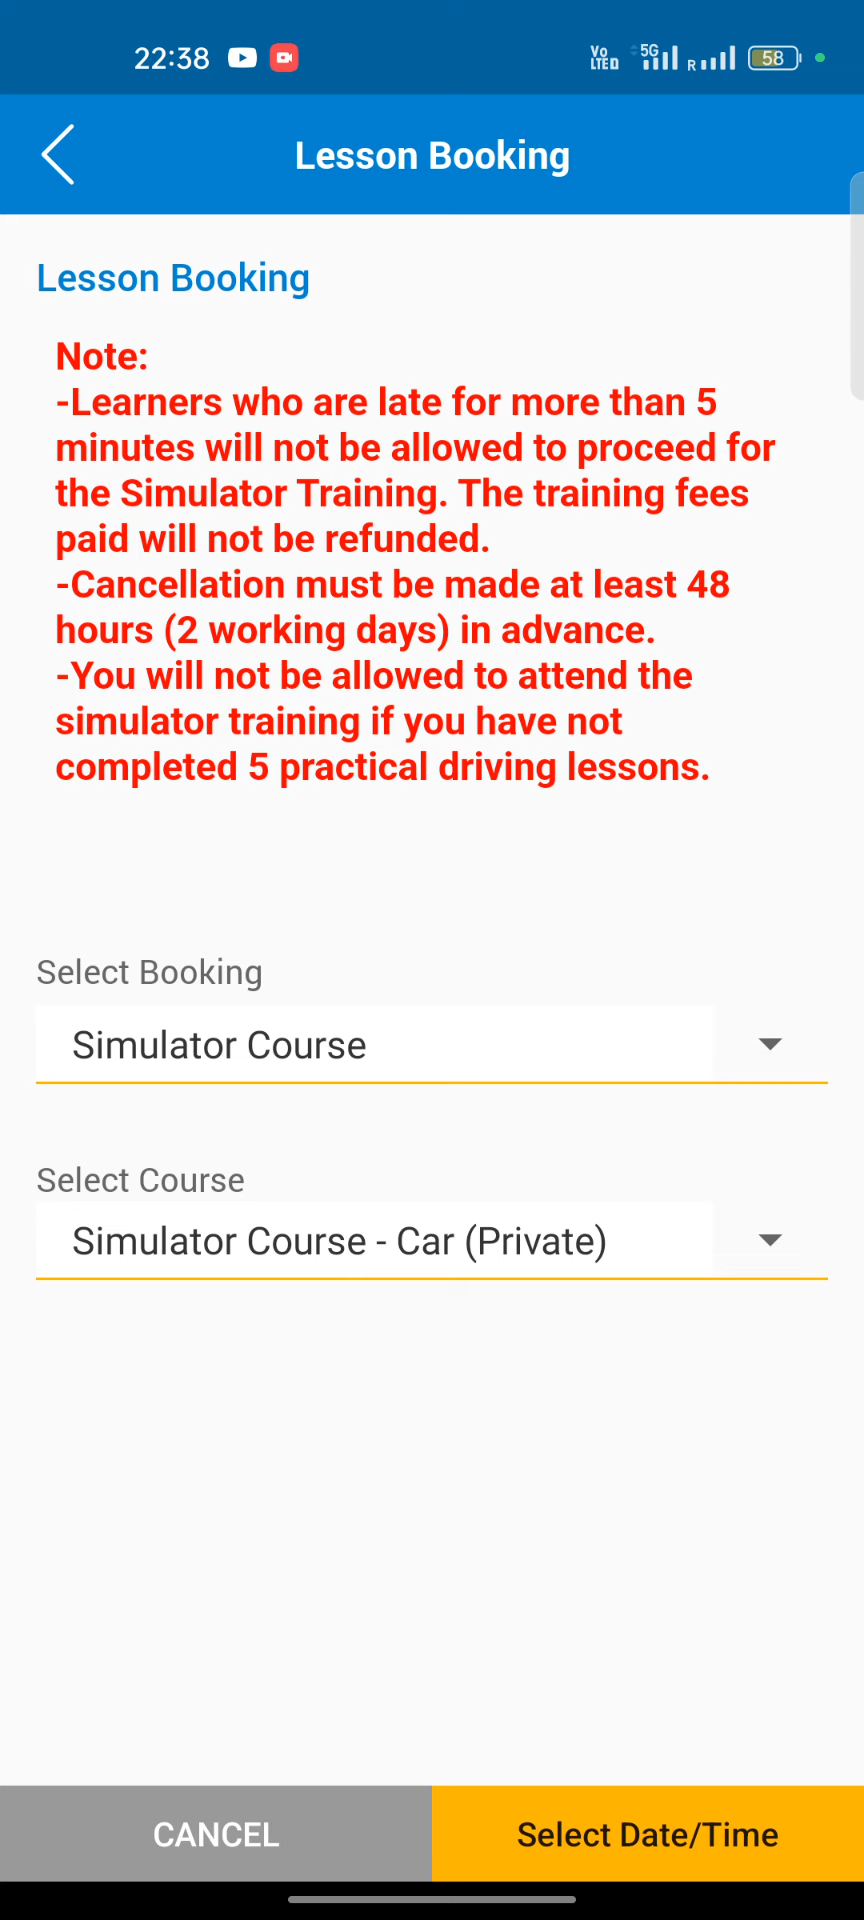 22:38
Vo LTE 5G R 58
Lesson Booking
Lesson Booking
Note:
-Learners who are late for more than 5
minutes will not be allowed to proceed for
the Simulator Training. The training fees
paid will not be refunded.
-Cancellation must be made at least 48
hours (2 working days) in advance.
-You will not be allowed to attend the
simulator training if you have not
completed 5 practical driving lessons.
Select Booking
Simulator Course
Select Course
Simulator Course - Car (Private)
CANCEL
Select Date/Time